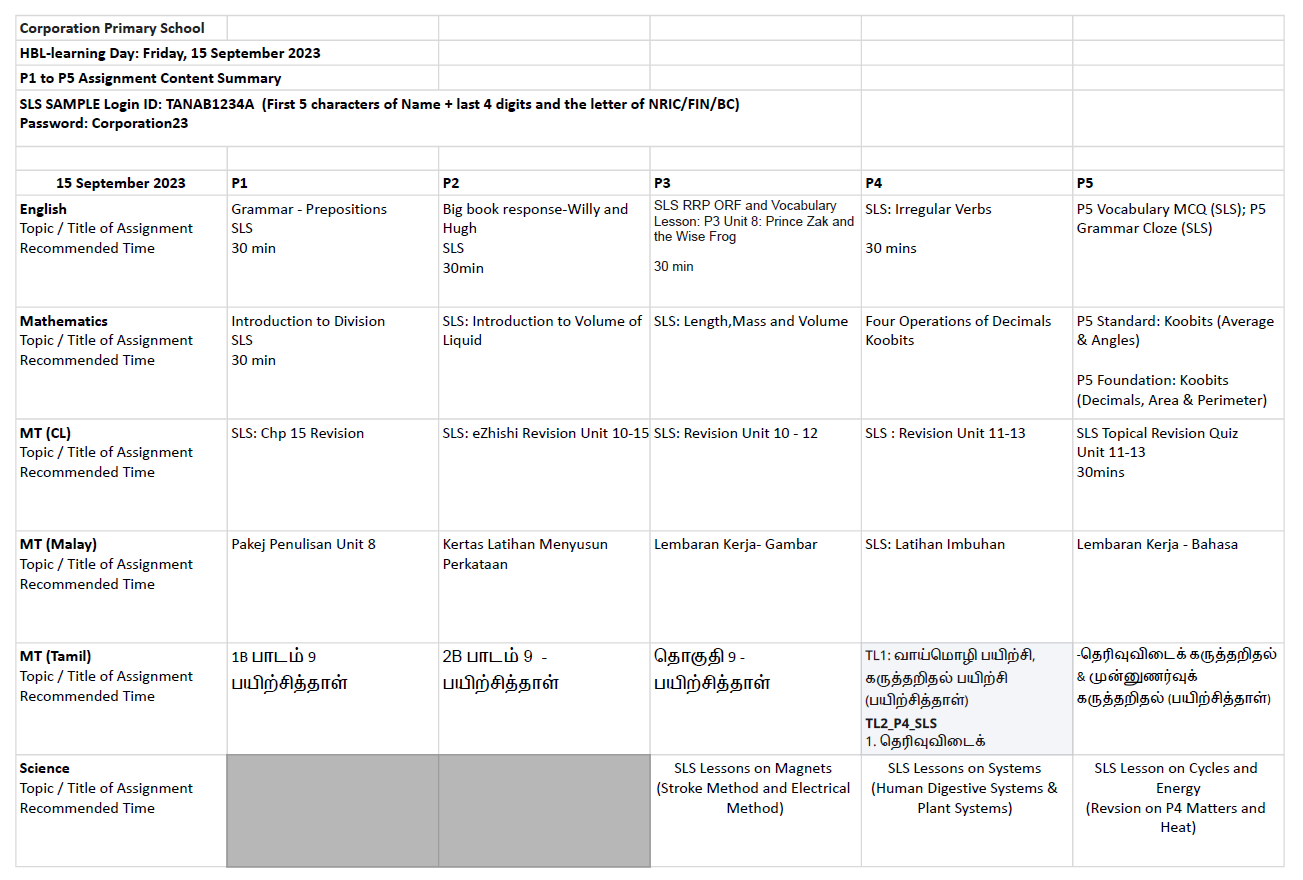 Corporation Primary School
HBL-learning Day: Friday, 15 September 2023
P1 to P5 Assignment Content Summary
SLS SAMPLE Login ID: TANAB1234A  (First 5 characters of Name + last 4 digits and the letter of NRIC/FIN/BC)
Password: Corporation23
15 September 2023
P1
P2
P3
P4
P5
English
Topic / Title of Assignment
Recommended Time
Grammar - Prepositions
SLS
30 min
Big book response-Willy and
Hugh
SLS
30min
SLS RRP ORF and Vocabulary
Lesson: P3 Unit 8: Prince Zak and
the Wise Frog
30 min
SLS: Irregular Verbs
30 mins
P5 Vocabulary MCQ (SLS); P5
Grammar Cloze (SLS)
Mathematics
Topic / Title of Assignment
Recommended Time
Introduction to Division
SLS
30 min
SLS: Introduction to Volume of
Liquid
SLS: Length,Mass and Volume
Four Operations of Decimals
Koobits
P5 Standard: Koobits (Average
& Angles)
P5 Foundation: Koobits
(Decimals, Area & Perimeter)
MT (CL)
Topic / Title of Assignment
Recommended Time
SLS: Chp 15 Revision
SLS: eZhishi Revision Unit 10-15
SLS: Revision Unit 10 - 12
SLS : Revision Unit 11-13
SLS Topical Revision Quiz
Unit 11-13
30mins
MT (Malay)
Topic / Title of Assignment
Recommended Time
Pakej Penulisan Unit 8
Kertas Latihan Menyusun
Perkataan
Lembaran Kerja- Gambar
SLS: Latihan Imbuhan
Lembaran Kerja - Bahasa
MT (Tamil)
Topic / Title of Assignment
Recommended Time
1B பாடம் 9
பயிற்சித்தாள்
2B பாடம் 9  -
பயிற்சித்தாள்
தொகுதி 9 -
பயிற்சித்தாள்
TL1: வாய்மொழி பயிற்சி,
கருத்தறிதல் பயிற்சி
(பயிற்சித்தாள்)
TL2_P4_SLS
1. தெரிவுவிடைக்
-தெரிவுவிடைக் கருத்தறிதல்
& முன்னுணர்வுக்
கருத்தறிதல் (பயிற்சித்தாள்)
Science
Topic / Title of Assignment
Recommended Time
SLS Lessons on Magnets
(Stroke Method and Electrical
Method)
SLS Lessons on Systems
(Human Digestive Systems &
Plant Systems)
SLS Lesson on Cycles and
Energy
(Revsion on P4 Matters and
Heat)